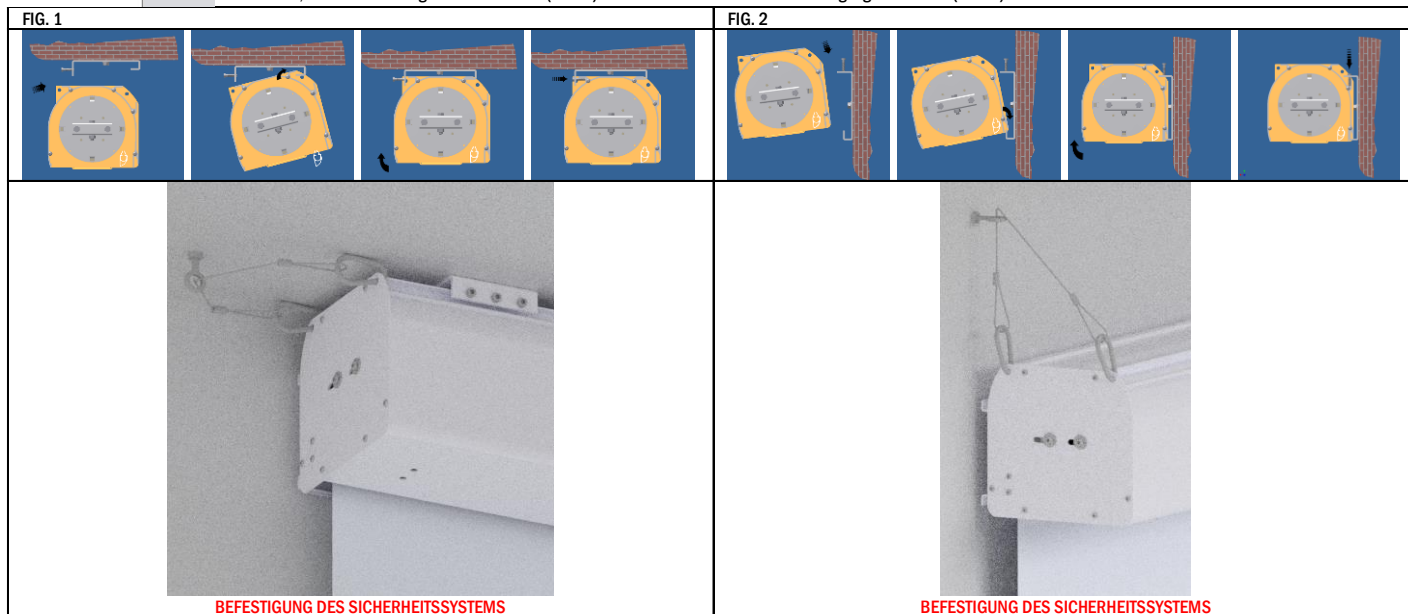 FIG. 1
FIG. 2
BEFESTIGUNG DES SICHERHEITSSYSTEMS
BEFESTIGUNG DES SICHERHEITSSYSTEMS